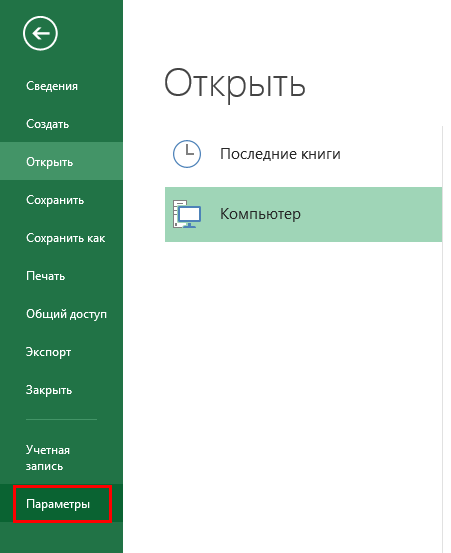 Сведения
Создать
Открыть
Сохранить
Сохранить как
Печать
Общий доступ
Экспорт
Закрыть
Учетная
запись
Параметры
Открыть
Последние книги
Компьютер